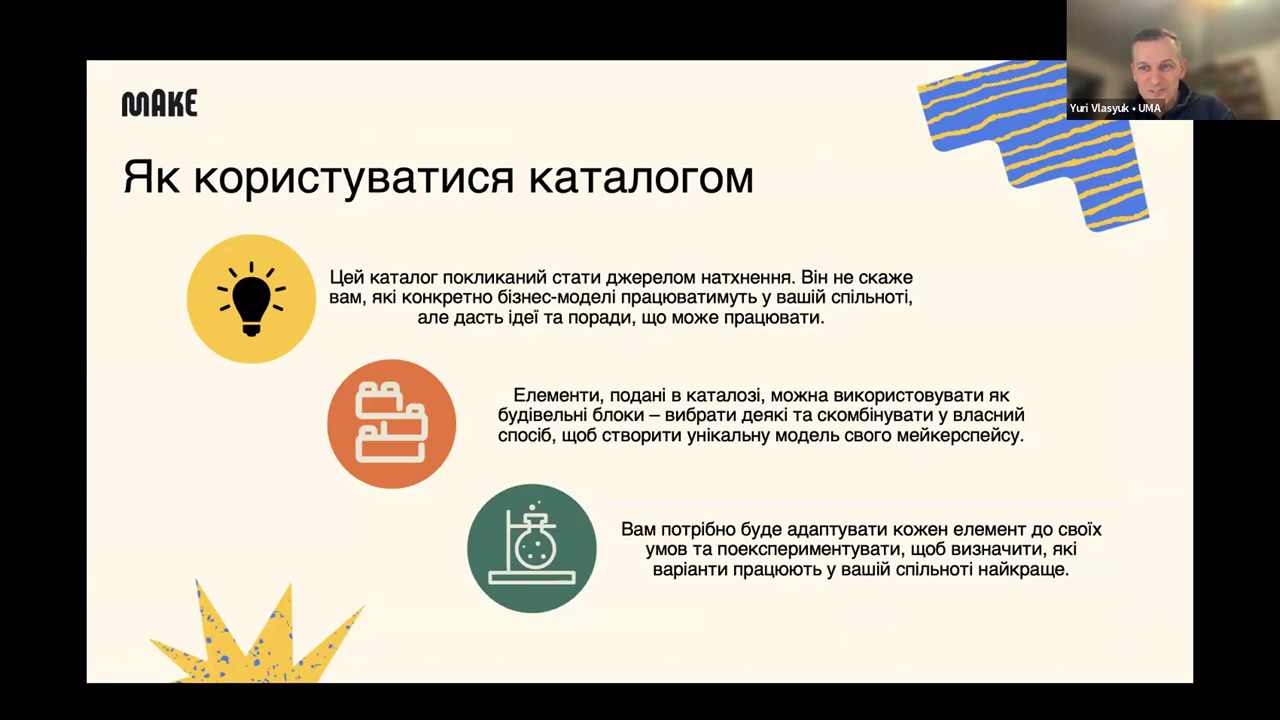 Yuri Vlasyuk • UMA
MAKE
Як користуватися каталогом
Цей каталог покликаний стати джерелом натхнення. Він не скаже
вам, які конкретно бізнес-моделі працюватимуть у вашій спільноті,
але дасть ідеї та поради, що може працювати.
Елементи, подані в каталозі, можна використовувати як
будівельні блоки – вибрати деякі та скомбінувати у власний
спосіб, щоб створити унікальну модель свого мейкерспейсу.
Вам потрібно буде адаптувати кожен елемент до своїх
умов та поекспериментувати, щоб визначити, які
варіанти працюють у вашій спільноті найкраще.